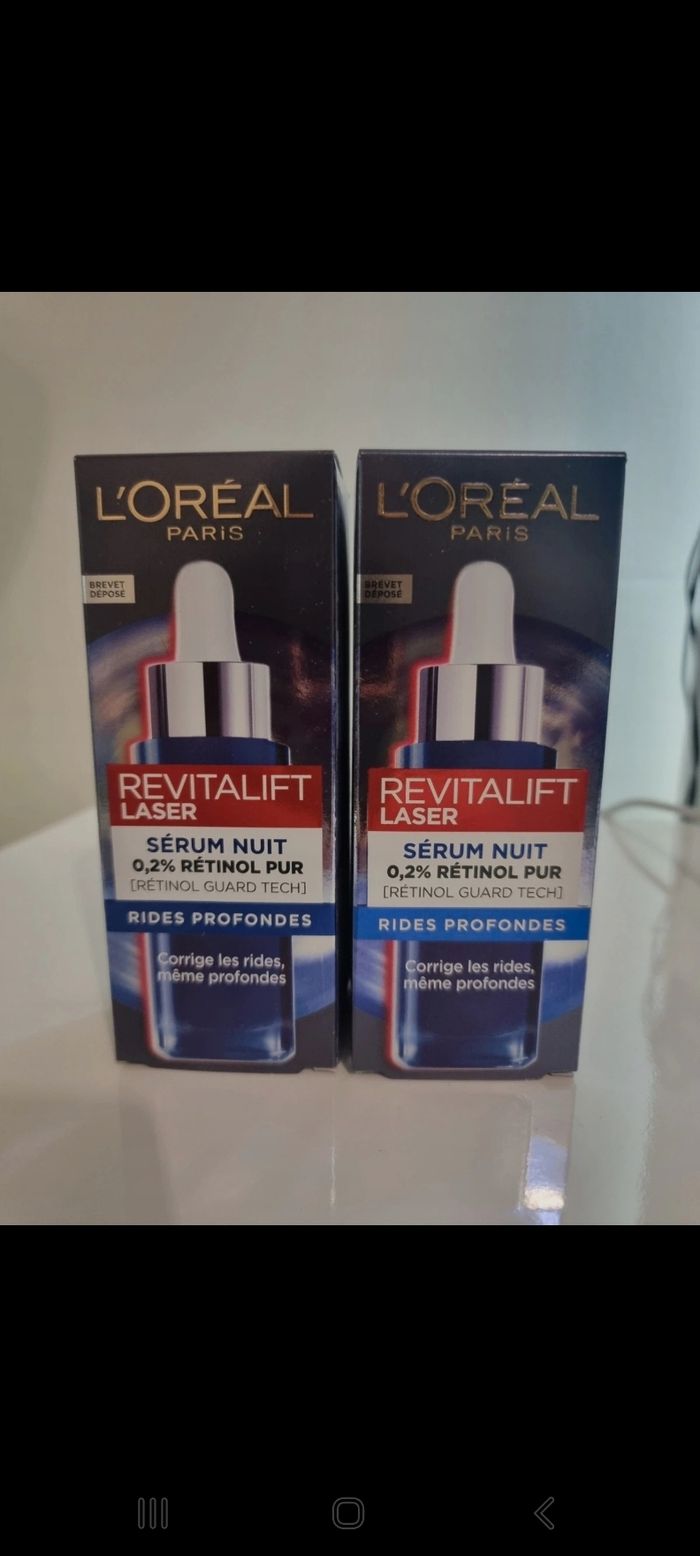 L'ORÉAL
PARIS
BREVET
DÉPOSÉ
REVITALIFT
LASER
SÉRUM NUIT
0,2% RÉTINOL PUR
[RÉTINOL GUARD TECH]
RIDES PROFONDES
Corrige les rides,
même profondes
L'ORÉAL
PARIS
BREVET
DÉPOSÉ
REVITALIFT
LASER
SÉRUM NUIT
0,2% RÉTINOL PUR
[RÉTINOL GUARD TECH]
RIDES PROFONDES
Corrige les rides,
même profondes